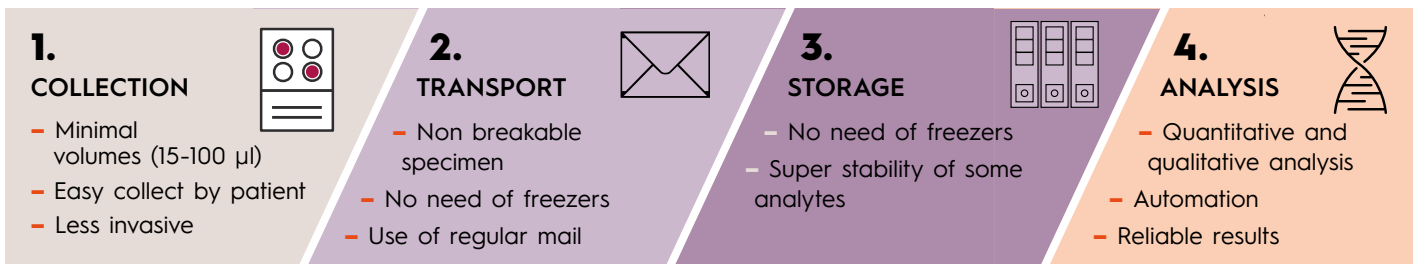 1.
COLLECTION
– Minimal
volumes (15-100 µl)
– Easy collect by patient
– Less invasive
2.
TRANSPORT
– Non breakable
specimen
– No need of freezers
– Use of regular mail
3.
STORAGE
– No need of freezers
– Super stability of some
analytes
4.
ANALYSIS
– Quantitative and
qualitative analysis
– Automation
– Reliable results